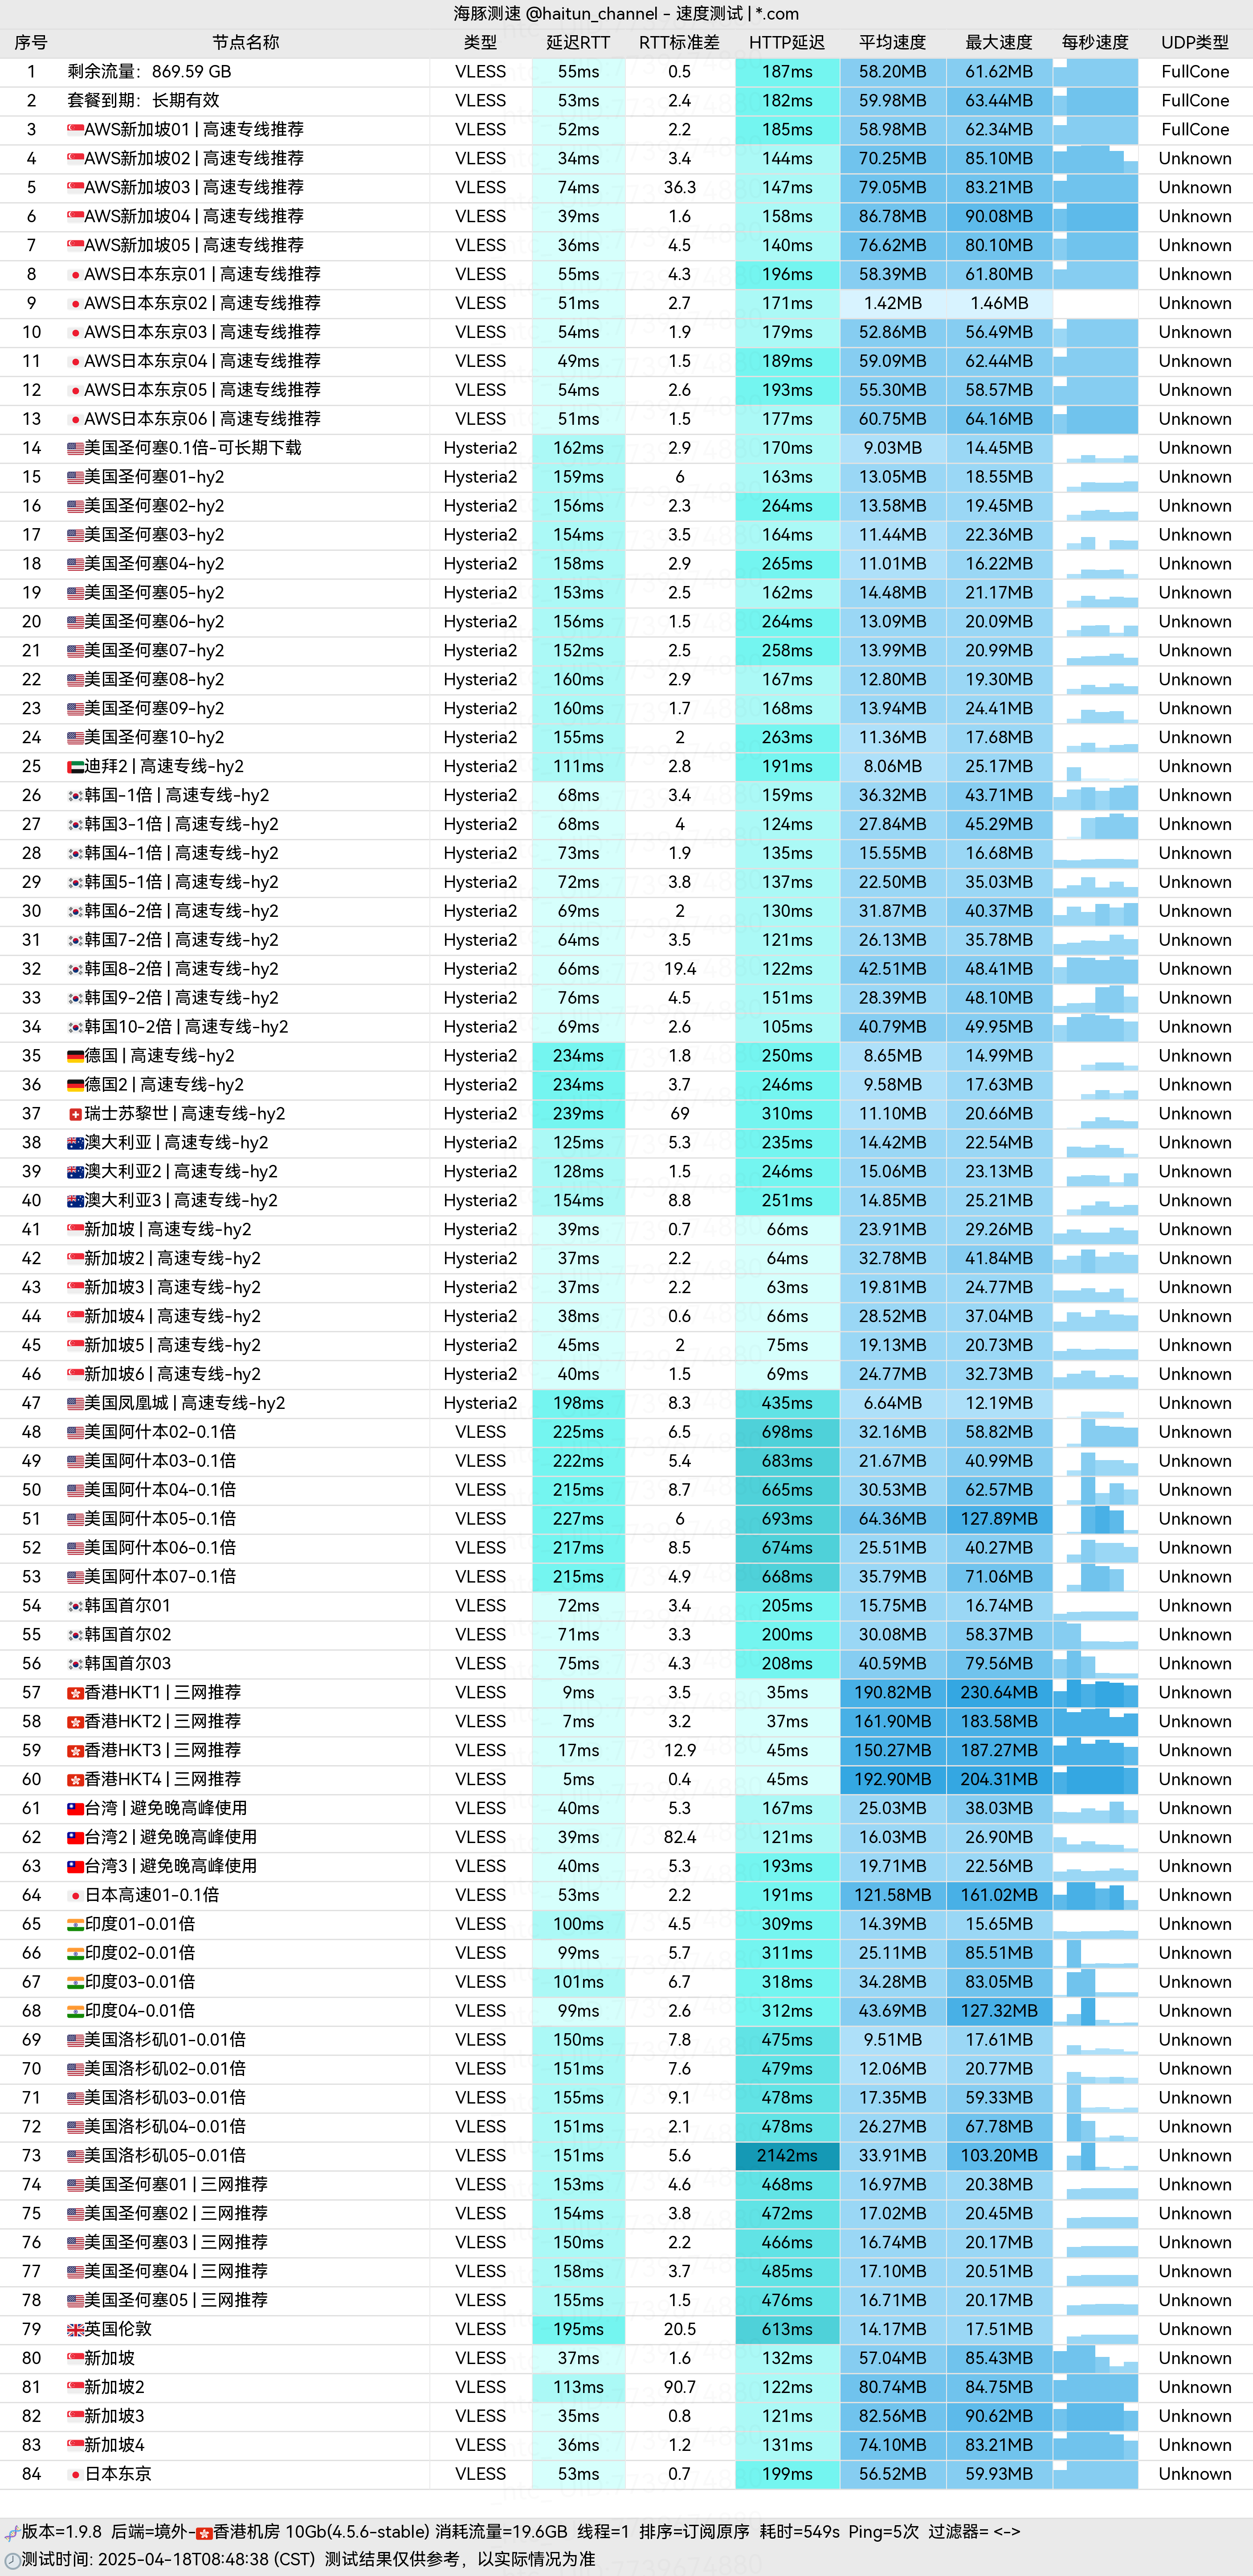 海豚测速 @haitun_channel - 速度测试 | *.com
序号 节点名称 类型 延迟RTT RTT标准差 HTTP延迟 平均速度 最大速度 每秒速度 UDP类型
1 剩余流量：869.59 GB VLESS 55ms 0.5 187ms 58.20MB 61.62MB FullCone
2 套餐到期：长期有效 VLESS 53ms 2.4 182ms 59.98MB 63.44MB FullCone
3 AWS新加坡01 | 高速专线推荐 VLESS 52ms 2.2 185ms 58.98MB 62.34MB FullCone
4 AWS新加坡02 | 高速专线推荐 VLESS 34ms 3.4 144ms 70.25MB 85.10MB Unknown
5 AWS新加坡03 | 高速专线推荐 VLESS 74ms 36.3 147ms 79.05MB 83.21MB Unknown
6 AWS新加坡04 | 高速专线推荐 VLESS 39ms 1.6 158ms 86.78MB 90.08MB Unknown
7 AWS新加坡05 | 高速专线推荐 VLESS 36ms 4.5 140ms 76.62MB 80.10MB Unknown
8 AWS日本东京01 | 高速专线推荐 VLESS 55ms 4.3 196ms 58.39MB 61.80MB Unknown
9 AWS日本东京02 | 高速专线推荐 VLESS 51ms 2.7 171ms 1.42MB 1.46MB Unknown
10 AWS日本东京03 | 高速专线推荐 VLESS 54ms 1.9 179ms 52.86MB 56.49MB Unknown
11 AWS日本东京04 | 高速专线推荐 VLESS 49ms 1.5 189ms 59.09MB 62.44MB Unknown
12 AWS日本东京05 | 高速专线推荐 VLESS 54ms 2.6 193ms 55.30MB 58.57MB Unknown
13 AWS日本东京06 | 高速专线推荐 VLESS 51ms 1.5 177ms 60.75MB 64.16MB Unknown
14 美国圣何塞0.1倍-可长期下载 Hysteria2 162ms 2.9 170ms 9.03MB 14.45MB Unknown
15 美国圣何塞01-hy2 Hysteria2 159ms 6 163ms 13.05MB 18.55MB Unknown
16 美国圣何塞02-hy2 Hysteria2 156ms 2.3 264ms 13.58MB 19.45MB Unknown
17 美国圣何塞03-hy2 Hysteria2 154ms 3.5 164ms 11.44MB 22.36MB Unknown
18 美国圣何塞04-hy2 Hysteria2 158ms 2.9 265ms 11.01MB 16.22MB Unknown
19 美国圣何塞05-hy2 Hysteria2 153ms 2.5 162ms 14.48MB 21.17MB Unknown
20 美国圣何塞06-hy2 Hysteria2 156ms 1.5 264ms 13.09MB 20.09MB Unknown
21 美国圣何塞07-hy2 Hysteria2 152ms 2.5 258ms 13.99MB 20.99MB Unknown
22 美国圣何塞08-hy2 Hysteria2 160ms 2.9 167ms 12.80MB 19.30MB Unknown
23 美国圣何塞09-hy2 Hysteria2 160ms 1.7 168ms 13.94MB 24.41MB Unknown
24 美国圣何塞10-hy2 Hysteria2 155ms 2 263ms 11.36MB 17.68MB Unknown
25 迪拜2 | 高速专线-hy2 Hysteria2 111ms 2.8 191ms 8.06MB 25.17MB Unknown
26 韩国-1倍 | 高速专线-hy2 Hysteria2 68ms 3.4 159ms 36.32MB 43.71MB Unknown
27 韩国3-1倍 | 高速专线-hy2 Hysteria2 68ms 4 124ms 27.84MB 45.29MB Unknown
28 韩国4-1倍 | 高速专线-hy2 Hysteria2 73ms 1.9 135ms 15.55MB 16.68MB Unknown
29 韩国5-1倍 | 高速专线-hy2 Hysteria2 72ms 3.8 137ms 22.50MB 35.03MB Unknown
30 韩国6-2倍 | 高速专线-hy2 Hysteria2 69ms 2 130ms 31.87MB 40.37MB Unknown
31 韩国7-2倍 | 高速专线-hy2 Hysteria2 64ms 3.5 121ms 26.13MB 35.78MB Unknown
32 韩国8-2倍 | 高速专线-hy2 Hysteria2 66ms 19.4 122ms 42.51MB 48.41MB Unknown
33 韩国9-2倍 | 高速专线-hy2 Hysteria2 76ms 4.5 151ms 28.39MB 48.10MB Unknown
34 韩国10-2倍 | 高速专线-hy2 Hysteria2 69ms 2.6 105ms 40.79MB 49.95MB Unknown
35 德国 | 高速专线-hy2 Hysteria2 234ms 1.8 250ms 8.65MB 14.99MB Unknown
36 德国2 | 高速专线-hy2 Hysteria2 234ms 3.7 246ms 9.58MB 17.63MB Unknown
37 瑞士苏黎世 | 高速专线-hy2 Hysteria2 239ms 69 310ms 11.10MB 20.66MB Unknown
38 澳大利亚 | 高速专线-hy2 Hysteria2 125ms 5.3 235ms 14.42MB 22.54MB Unknown
39 澳大利亚2 | 高速专线-hy2 Hysteria2 128ms 1.5 246ms 15.06MB 23.13MB Unknown
40 澳大利亚3 | 高速专线-hy2 Hysteria2 154ms 8.8 251ms 14.85MB 25.21MB Unknown
41 新加坡 | 高速专线-hy2 Hysteria2 39ms 0.7 66ms 23.91MB 29.26MB Unknown
42 新加坡2 | 高速专线-hy2 Hysteria2 37ms 2.2 64ms 32.78MB 41.84MB Unknown
43 新加坡3 | 高速专线-hy2 Hysteria2 37ms 2.2 63ms 19.81MB 24.77MB Unknown
44 新加坡4 | 高速专线-hy2 Hysteria2 38ms 0.6 66ms 28.52MB 37.04MB Unknown
45 新加坡5 | 高速专线-hy2 Hysteria2 45ms 2 75ms 19.13MB 20.73MB Unknown
46 新加坡6 | 高速专线-hy2 Hysteria2 40ms 1.5 69ms 24.77MB 32.73MB Unknown
47 美国凤凰城 | 高速专线-hy2 Hysteria2 198ms 8.3 435ms 6.64MB 12.19MB Unknown
48 美国阿什本02-0.1倍 VLESS 225ms 6.5 698ms 32.16MB 58.82MB Unknown
49 美国阿什本03-0.1倍 VLESS 222ms 5.4 683ms 21.67MB 40.99MB Unknown
50 美国阿什本04-0.1倍 VLESS 215ms 8.7 665ms 30.53MB 62.57MB Unknown
51 美国阿什本05-0.1倍 VLESS 227ms 6 693ms 64.36MB 127.89MB Unknown
52 美国阿什本06-0.1倍 VLESS 217ms 8.5 674ms 25.51MB 40.27MB Unknown
53 美国阿什本07-0.1倍 VLESS 215ms 4.9 668ms 35.79MB 71.06MB Unknown
54 韩国首尔01 VLESS 72ms 3.4 205ms 15.75MB 16.74MB Unknown
55 韩国首尔02 VLESS 71ms 3.3 200ms 30.08MB 58.37MB Unknown
56 韩国首尔03 VLESS 75ms 4.3 208ms 40.59MB 79.56MB Unknown
57 香港HKT1 | 三网推荐 VLESS 9ms 3.5 35ms 190.82MB 230.64MB Unknown
58 香港HKT2 | 三网推荐 VLESS 7ms 3.2 37ms 161.90MB 183.58MB Unknown
59 香港HKT3 | 三网推荐 VLESS 17ms 12.9 45ms 150.27MB 187.27MB Unknown
60 香港HKT4 | 三网推荐 VLESS 5ms 0.4 45ms 192.90MB 204.31MB Unknown
61 台湾 | 避免晚高峰使用 VLESS 40ms 5.3 167ms 25.03MB 38.03MB Unknown
62 台湾2 | 避免晚高峰使用 VLESS 39ms 82.4 121ms 16.03MB 26.90MB Unknown
63 台湾3 | 避免晚高峰使用 VLESS 40ms 5.3 193ms 19.71MB 22.56MB Unknown
64 日本高速01-0.1倍 VLESS 53ms 2.2 191ms 121.58MB 161.02MB Unknown
65 印度01-0.01倍 VLESS 100ms 4.5 309ms 14.39MB 15.65MB Unknown
66 印度02-0.01倍 VLESS 99ms 5.7 311ms 25.11MB 85.51MB Unknown
67 印度03-0.01倍 VLESS 101ms 6.7 318ms 34.28MB 83.05MB Unknown
68 印度04-0.01倍 VLESS 99ms 2.6 312ms 43.69MB 127.32MB Unknown
69 美国洛杉矶01-0.01倍 VLESS 150ms 7.8 475ms 9.51MB 17.61MB Unknown
70 美国洛杉矶02-0.01倍 VLESS 151ms 7.6 479ms 12.06MB 20.77MB Unknown
71 美国洛杉矶03-0.01倍 VLESS 155ms 9.1 478ms 17.35MB 59.33MB Unknown
72 美国洛杉矶04-0.01倍 VLESS 151ms 2.1 478ms 26.27MB 67.78MB Unknown
73 美国洛杉矶05-0.01倍 VLESS 151ms 5.6 2142ms 33.91MB 103.20MB Unknown
74 美国圣何塞01 | 三网推荐 VLESS 153ms 4.6 468ms 16.97MB 20.38MB Unknown
75 美国圣何塞02 | 三网推荐 VLESS 154ms 3.8 472ms 17.02MB 20.45MB Unknown
76 美国圣何塞03 | 三网推荐 VLESS 150ms 2.2 466ms 16.74MB 20.17MB Unknown
77 美国圣何塞04 | 三网推荐 VLESS 158ms 3.7 485ms 17.10MB 20.51MB Unknown
78 美国圣何塞05 | 三网推荐 VLESS 155ms 1.5 476ms 16.71MB 20.17MB Unknown
79 英国伦敦 VLESS 195ms 20.5 613ms 14.17MB 17.51MB Unknown
80 新加坡 VLESS 37ms 1.6 132ms 57.04MB 85.43MB Unknown
81 新加坡2 VLESS 113ms 90.7 122ms 80.74MB 84.75MB Unknown
82 新加坡3 VLESS 35ms 0.8 121ms 82.56MB 90.62MB Unknown
83 新加坡4 VLESS 36ms 1.2 131ms 74.10MB 83.21MB Unknown
84 日本东京 VLESS 53ms 0.7 199ms 56.52MB 59.93MB Unknown
版本=1.9.8 后端=境外-香港机房 10Gb(4.5.6-stable) 消耗流量=19.6GB 线程=1 排序=订阅原序 耗时=549s Ping=5次 过滤器= <->
测试时间: 2025-04-18T08:48:38 (CST) 测试结果仅供参考，以实际情况为准